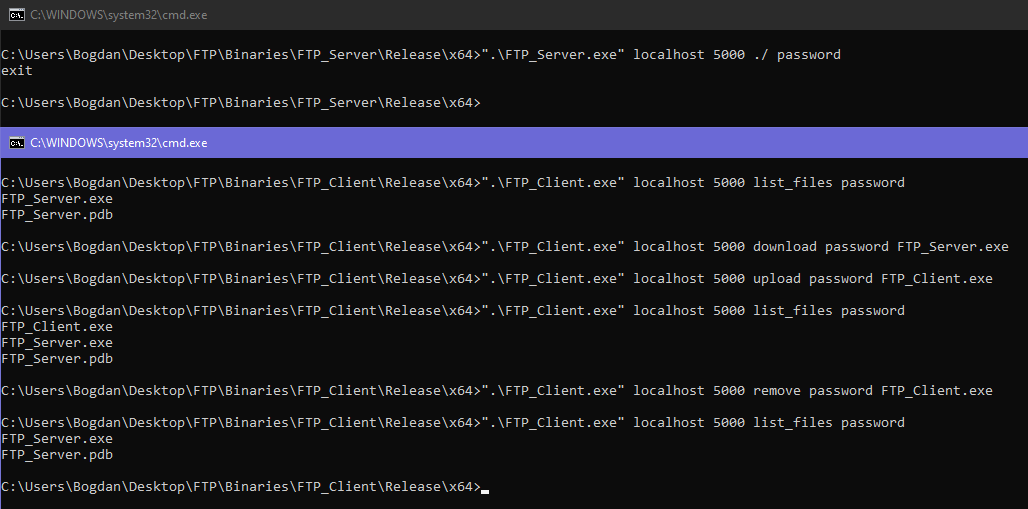 C:\WINDOWS\system32\cmd.exe
C:\Users\Bogdan\Desktop\FTP\Binaries\FTP_Server\Release\x64>".\FTP_Server.exe" localhost 5000 ./ password
exit
C:\Users\Bogdan\Desktop\FTP\Binaries\FTP_Server\Release\x64>
C:\WINDOWS\system32\cmd.exe
C:\Users\Bogdan\Desktop\FTP\Binaries\FTP_Client\Release\x64>".\FTP_Client.exe" localhost 5000 list_files password
FTP_Server.exe
FTP_Server.pdb
C:\Users\Bogdan\Desktop\FTP\Binaries\FTP_Client\Release\x64>".\FTP_Client.exe" localhost 5000 download password FTP_Server.exe
C:\Users\Bogdan\Desktop\FTP\Binaries\FTP_Client\Release\x64>".\FTP_Client.exe" localhost 5000 upload password FTP_Client.exe
C:\Users\Bogdan\Desktop\FTP\Binaries\FTP_Client\Release\x64>".\FTP_Client.exe" localhost 5000 list_files password
FTP_Client.exe
FTP_Server.exe
FTP_Server.pdb
C:\Users\Bogdan\Desktop\FTP\Binaries\FTP_Client\Release\x64>".\FTP_Client.exe" localhost 5000 remove password FTP_Client.exe
C:\Users\Bogdan\Desktop\FTP\Binaries\FTP_Client\Release\x64>".\FTP_Client.exe" localhost 5000 list_files password
FTP_Server.exe
FTP_Server.pdb
C:\Users\Bogdan\Desktop\FTP\Binaries\FTP_Client\Release\x64>